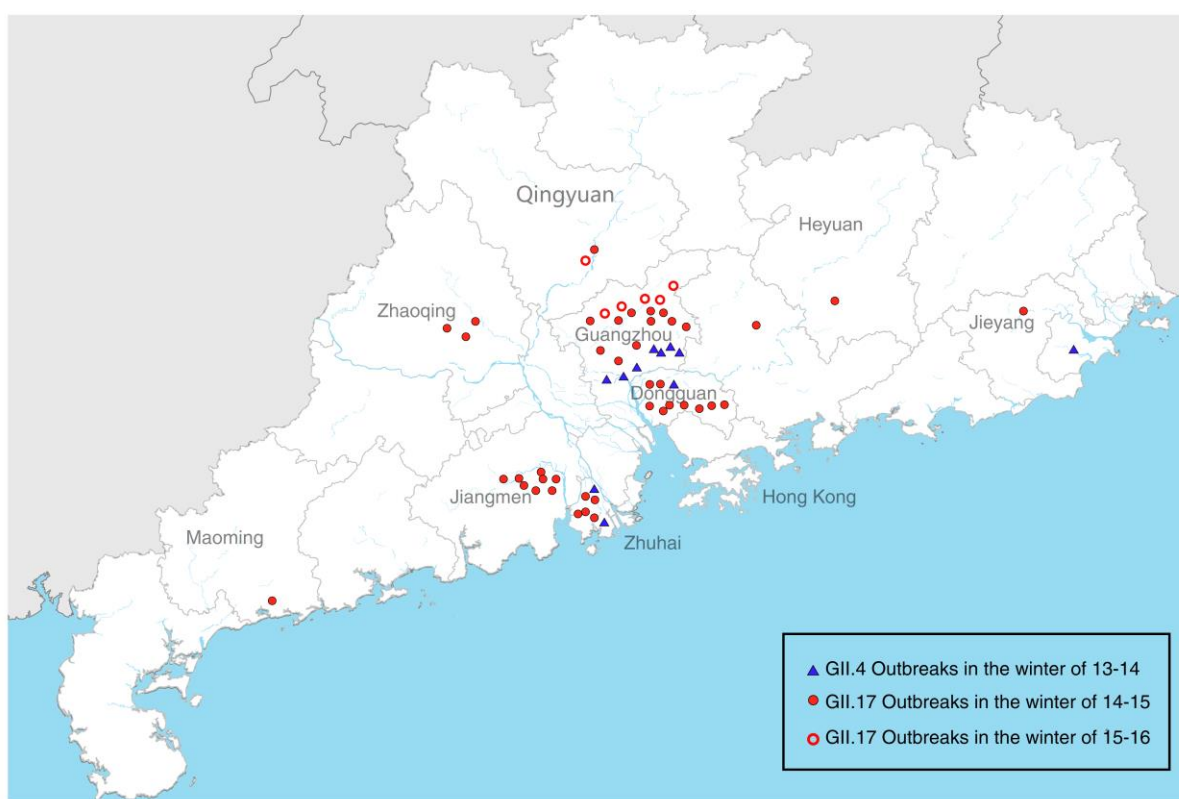 Qingyuan
Heyuan
Zhaoqing
Jieyang
Guangzhou
Dongguan
Jiangmen
Hong Kong
Maoming
Zhuhai
GII.4 Outbreaks in the winter of 13-14
GII.17 Outbreaks in the winter of 14-15
GII.17 Outbreaks in the winter of 15-16